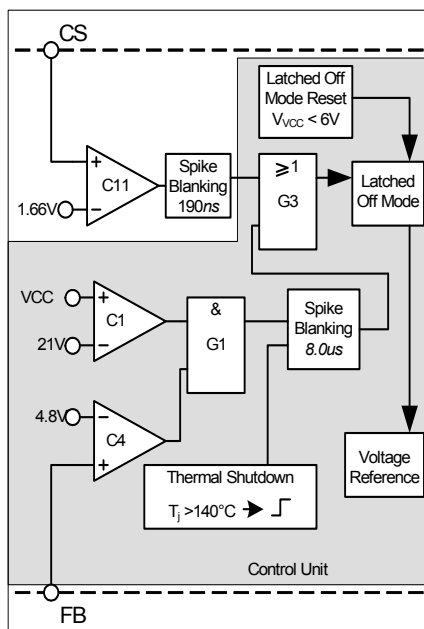 CS
Latched Off
Mode Reset
VVCC < 6V
+
C11
−
1.66V
Spike
Blanking
190ns
≥1
G3
Latched
Off Mode
VCC
+
C1
−
21V
&
G1
Spike
Blanking
8.0us
4.8V
−
C4
+
Thermal Shutdown
Tj >140°C
Voltage
Reference
Control Unit
FB